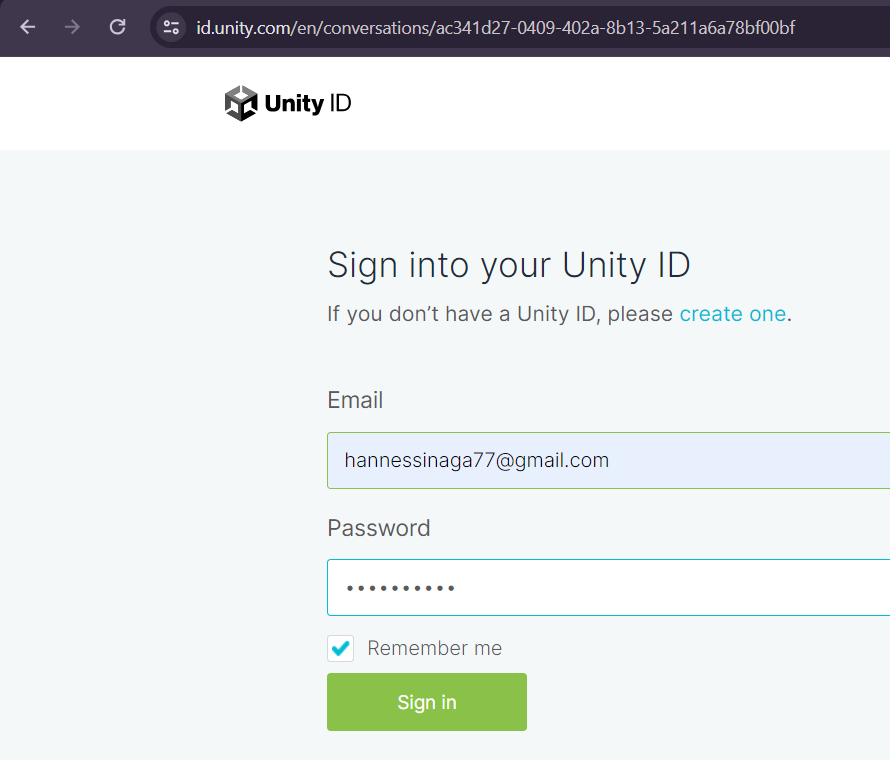 id.unity.com/en/conversations/ac341d27-0409-402a-8b13-5a211a6a78bf00bf
Unity ID
Sign into your Unity ID
If you don’t have a Unity ID, please create one.
Email
hannessinaga77@gmail.com
Password
••••••••••
Remember me
Sign in